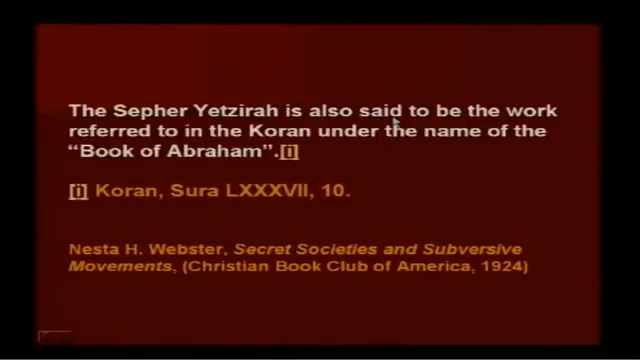 The Sepher Yetzirah is also said to be the work
referred to in the Koran under the name of the
“Book of Abraham”.[i]
[i] Koran, Sura LXXXVII, 10.
Nesta H. Webster, Secret Societies and Subversive
Movements, (Christian Book Club of America, 1924)